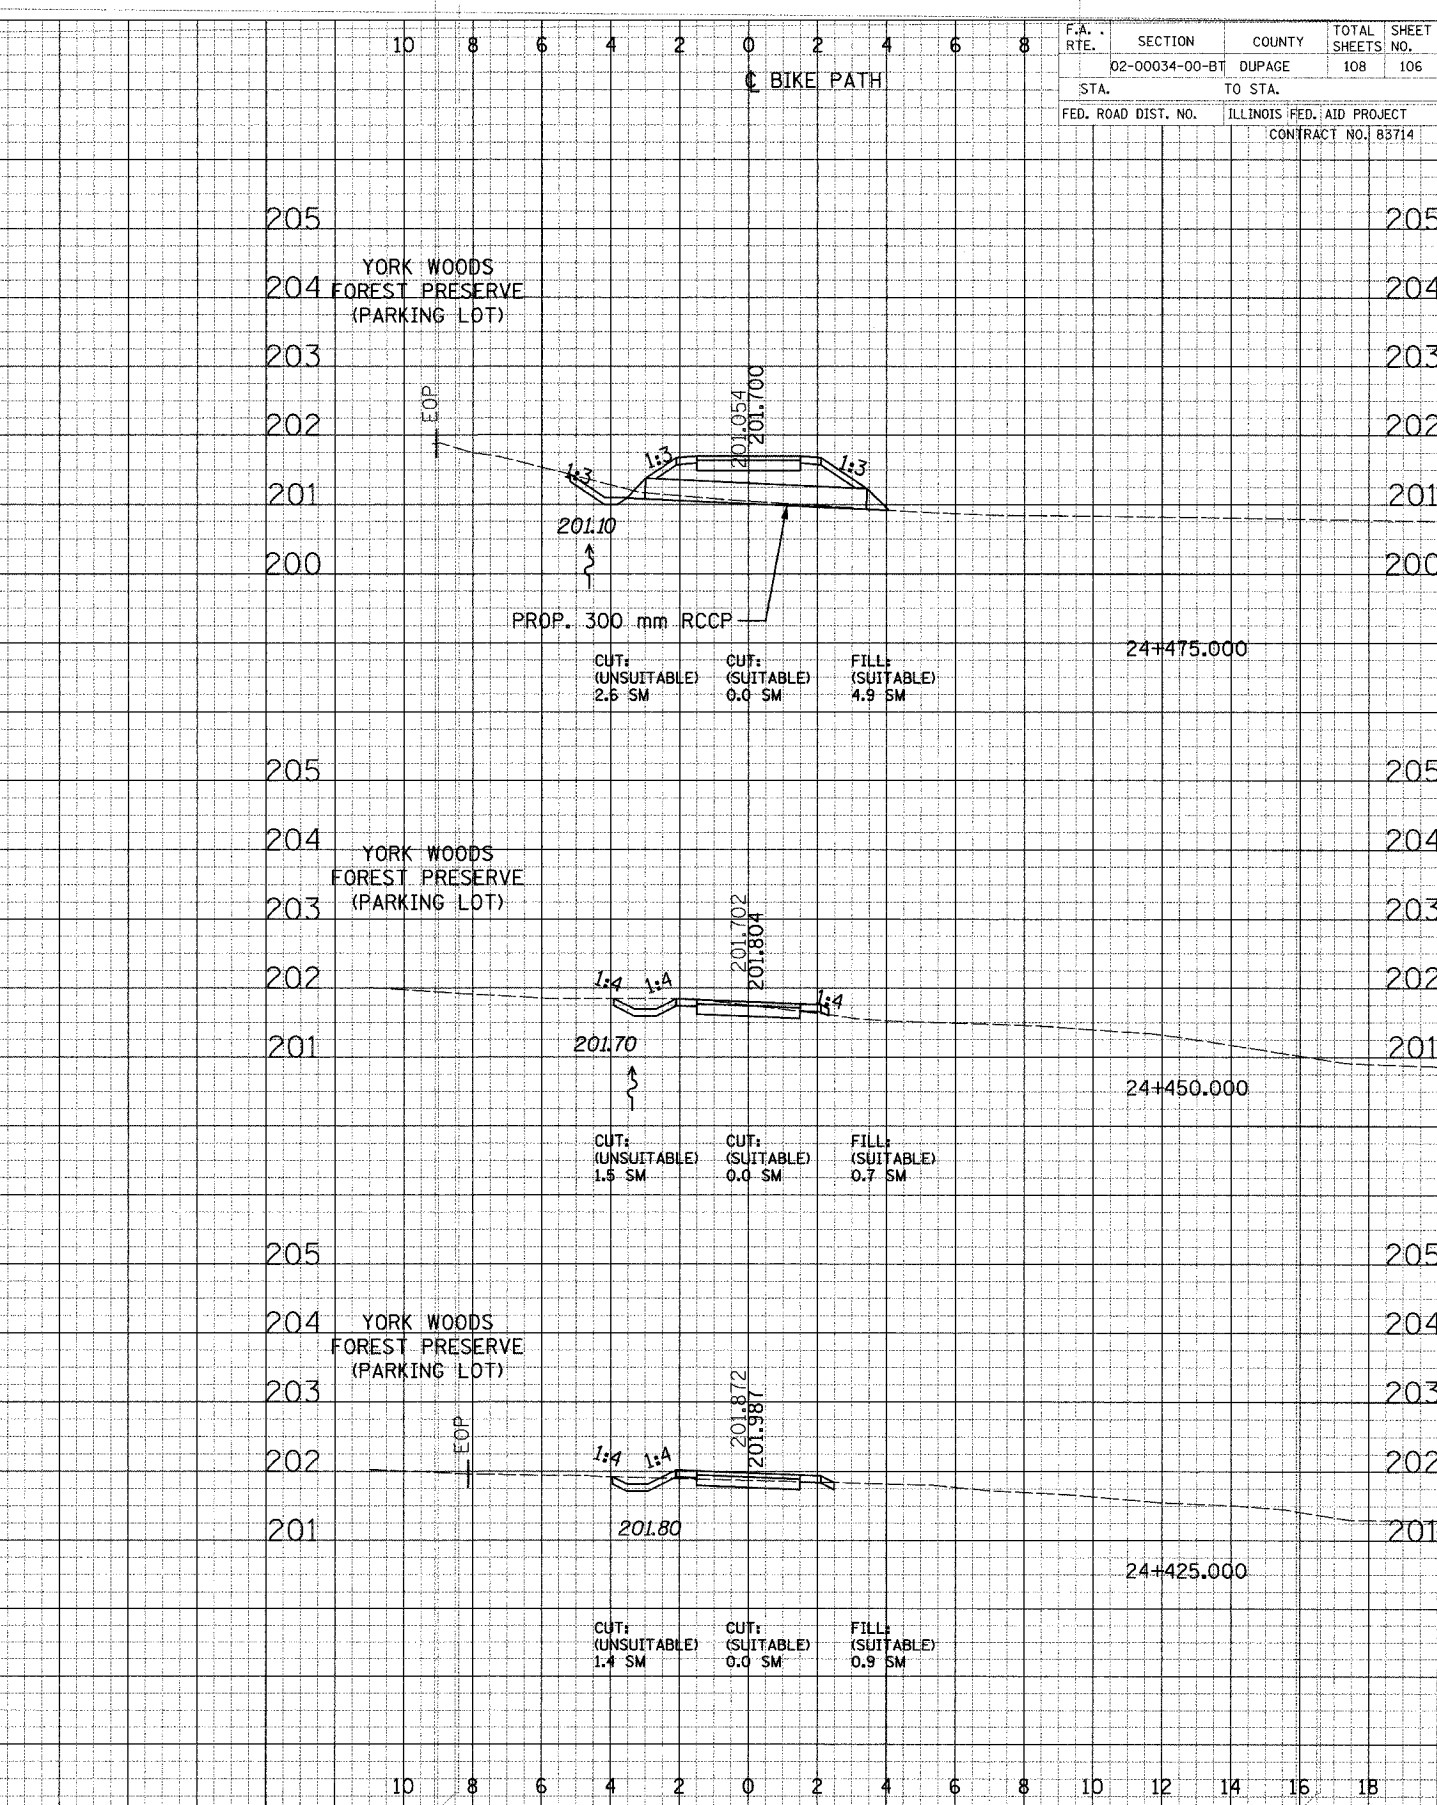 10 8 6 4 2 0 2 4 6 8
℄ BIKE PATH
F.A. RTE. SECTION COUNTY TOTAL SHEETS SHEET NO.
02-00034-00-BT DUPAGE 108 106
STA. TO STA.
FED. ROAD DIST. NO. ILLINOIS FED. AID PROJECT
CONTRACT NO. 83714
205 205
YORK WOODS
FOREST PRESERVE
(PARKING LOT)
204 204
203 203
EOP
201.054
201.700
202 202
1:3 1:3 1:3
201 201
201.10
200 200
PROP. 300 mm RCCP
24+475.000
CUT: CUT: FILL:
(UNSUITABLE) (SUITABLE) (SUITABLE)
2.6 SM 0.0 SM 4.9 SM
205 205
204 204
YORK WOODS
FOREST PRESERVE
(PARKING LOT)
203 203
201.702
201.804
202 202
1:4 1:4 1:4
201 201
201.70
24+450.000
CUT: CUT: FILL:
(UNSUITABLE) (SUITABLE) (SUITABLE)
1.5 SM 0.0 SM 0.7 SM
205 205
204 204
YORK WOODS
FOREST PRESERVE
(PARKING LOT)
203 203
201.872
201.987
EOP
202 202
1:4 1:4
201 201
201.80
24+425.000
CUT: CUT: FILL:
(UNSUITABLE) (SUITABLE) (SUITABLE)
1.4 SM 0.0 SM 0.9 SM
10 8 6 4 2 0 2 4 6 8 10 12 14 16 18